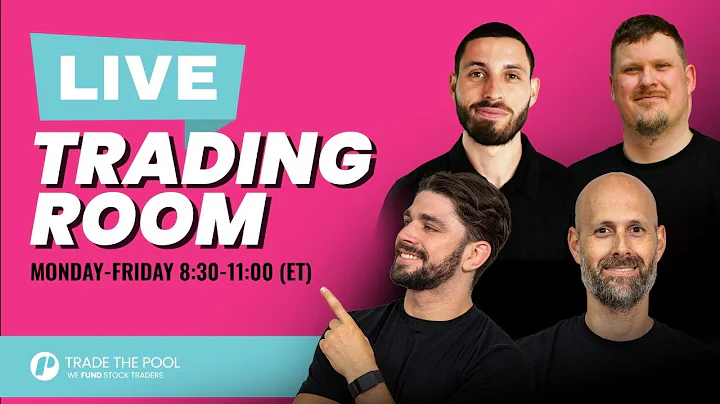 LIVE
TRADING
ROOM
MONDAY-FRIDAY 8:30-11:00 (ET)
TRADE THE POOL
WE FUND STOCK TRADERS